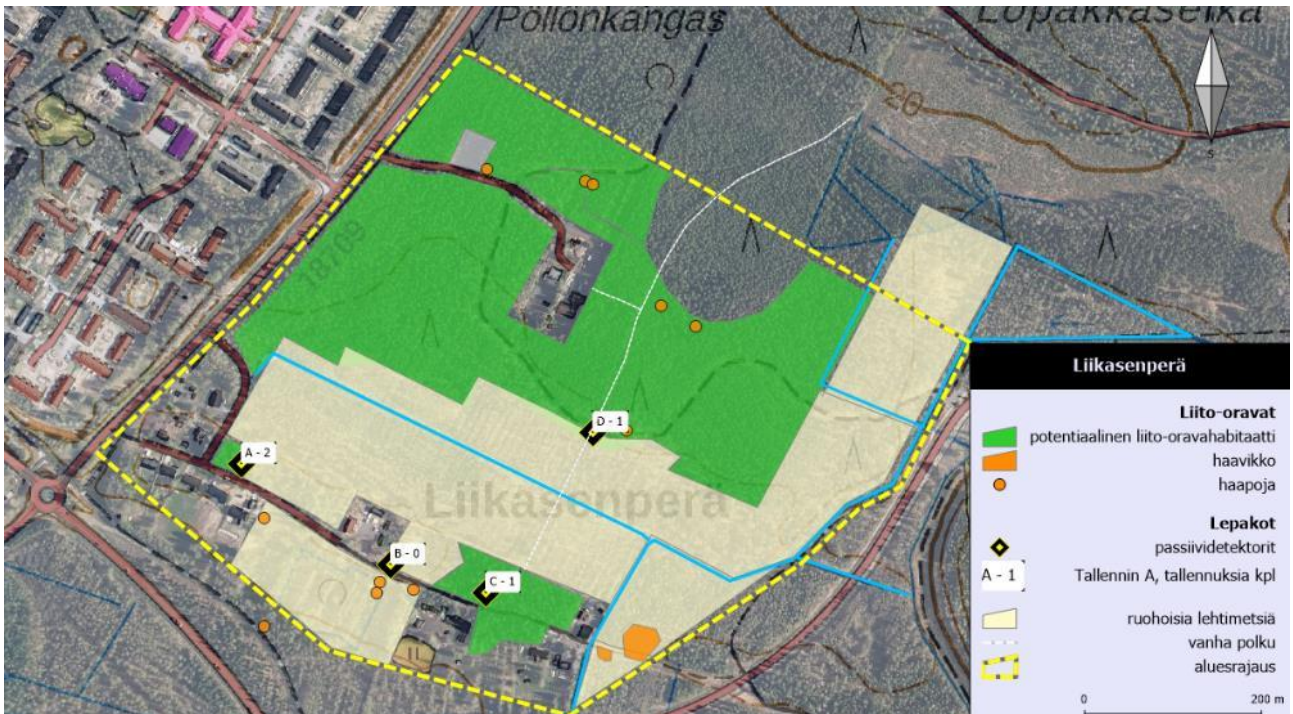 Pöllönkangas
Lopakkaselkä
20
18709
A - 2
B - 0
C - 1
D - 1
Liikasenperä
S
Liikasenperä
Liito-oravat
potentiaalinen liito-oravahabitaatti
haavikko
haapoja
Lepakot
passiividetektorit
A - 1
Tallennin A, tallennuksia kpl
ruohoisia lehtimetsiä
vanha polku
aluesrajaus
0
200 m